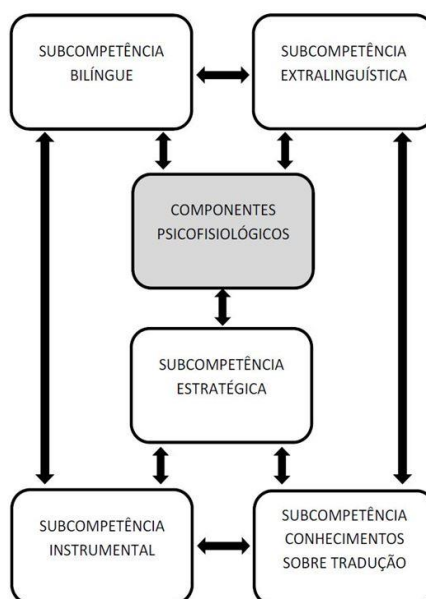 SUBCOMPETÊNCIA
BILÍNGUE
SUBCOMPETÊNCIA
EXTRALINGUÍSTICA
COMPONENTES
PSICOFISIOLÓGICOS
SUBCOMPETÊNCIA
ESTRATÉGICA
SUBCOMPETÊNCIA
INSTRUMENTAL
SUBCOMPETÊNCIA
CONHECIMENTOS
SOBRE TRADUÇÃO